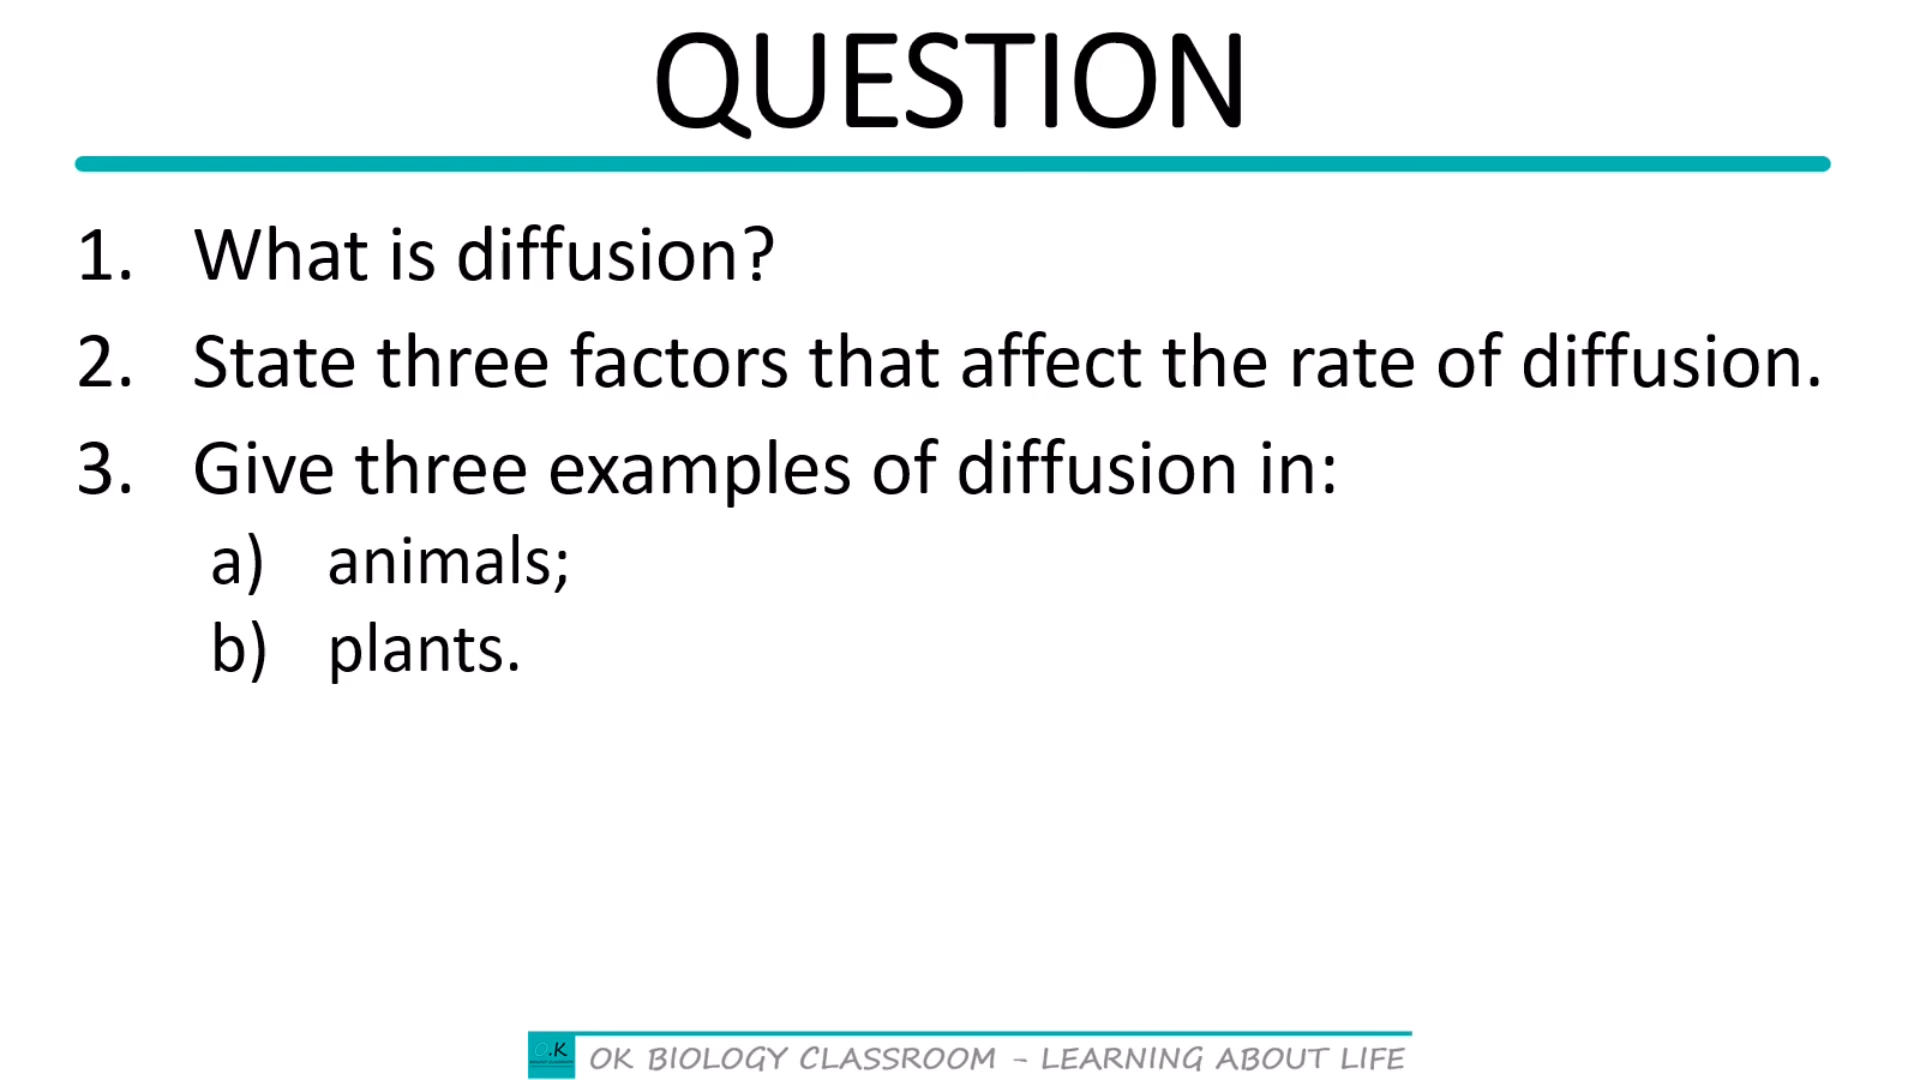 QUESTION
1. What is diffusion?
2. State three factors that affect the rate of diffusion.
3. Give three examples of diffusion in:
a) animals;
b) plants.
O.K
OK BIOLOGY CLASSROOM - LEARNING ABOUT LIFE